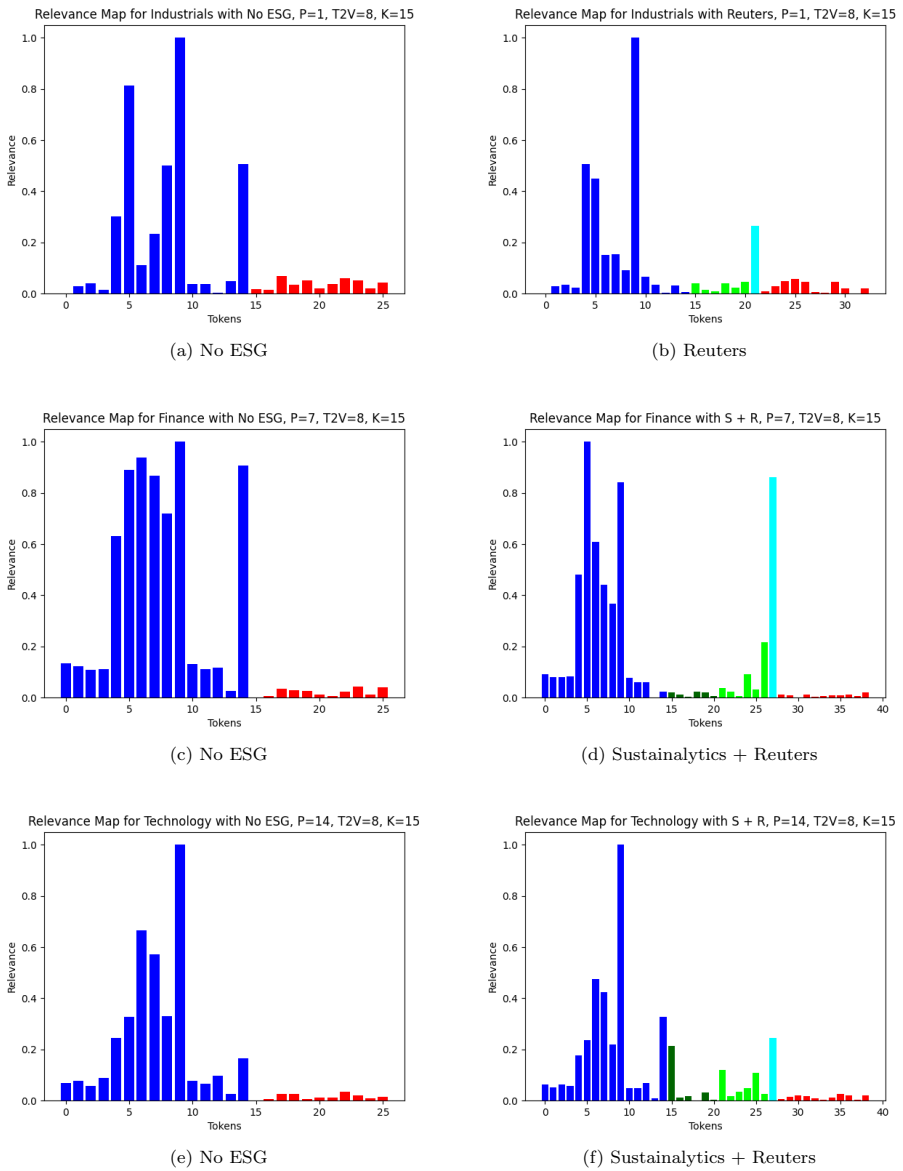 Relevance Map for Industrials with No ESG, P=1, T2V=8, K=15
Relevance
1.0
0.8
0.6
0.4
0.2
0.0
0 5 10 15 20 25
Tokens
(a) No ESG
Relevance Map for Industrials with Reuters, P=1, T2V=8, K=15
Relevance
1.0
0.8
0.6
0.4
0.2
0.0
0 5 10 15 20 25 30
Tokens
(b) Reuters
Relevance Map for Finance with No ESG, P=7, T2V=8, K=15
Relevance
1.0
0.8
0.6
0.4
0.2
0.0
0 5 10 15 20 25
Tokens
(c) No ESG
Relevance Map for Finance with S + R, P=7, T2V=8, K=15
Relevance
1.0
0.8
0.6
0.4
0.2
0.0
0 5 10 15 20 25 30 35 40
Tokens
(d) Sustainalytics + Reuters
Relevance Map for Technology with No ESG, P=14, T2V=8, K=15
Relevance
1.0
0.8
0.6
0.4
0.2
0.0
0 5 10 15 20 25
Tokens
(e) No ESG
Relevance Map for Technology with S + R, P=14, T2V=8, K=15
Relevance
1.0
0.8
0.6
0.4
0.2
0.0
0 5 10 15 20 25 30 35 40
Tokens
(f) Sustainalytics + Reuters